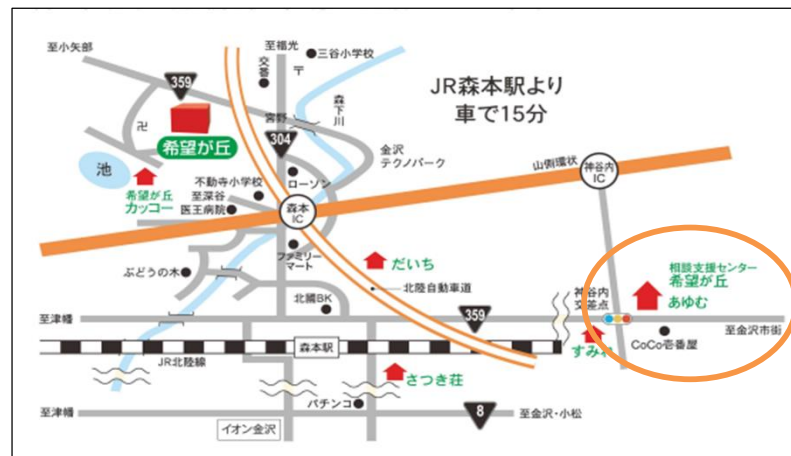 至小矢部
至福光
三谷小学校
交番
〒
359
JR森本駅より
車で15分
森下川
宮野
卍
304
希望が丘
金沢
テクノパーク
池
山側環状
神谷内
IC
ローソン
希望が丘
カッコー
不動寺小学校
至深谷
医王病院
森本
IC
ファミリー
マート
だいち
相談支援センター
希望が丘
あゆむ
ぶどうの木
北陸自動車道
神谷内
交差点
北國BK
至津幡
359
至金沢市街
すみれ
CoCo壱番屋
森本駅
JR北陸線
さつき荘
パチンコ
至津幡
8
至金沢・小松
イオン金沢